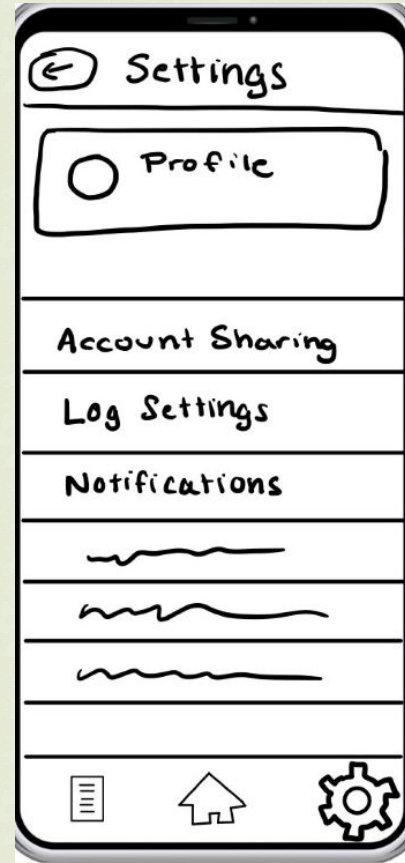 Settings
Profile
Account Sharing
Log Settings
Notifications